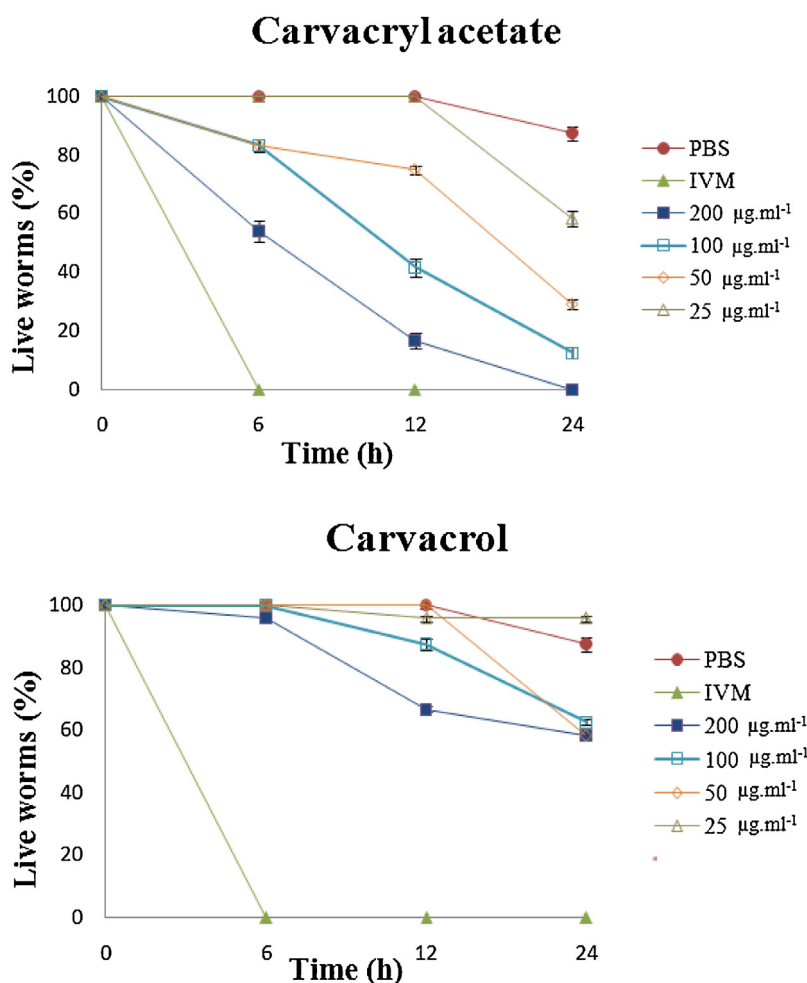 Carvacryl acetate
100
80
60
40
20
0
Live worms (%)
0 6 12 24
Time (h)
PBS
IVM
200 µg.ml-1
100 µg.ml-1
50 µg.ml-1
25 µg.ml-1
Carvacrol
100
80
60
40
20
0
Live worms (%)
0 6 12 24
Time (h)
PBS
IVM
200 µg.ml-1
100 µg.ml-1
50 µg.ml-1
25 µg.ml-1